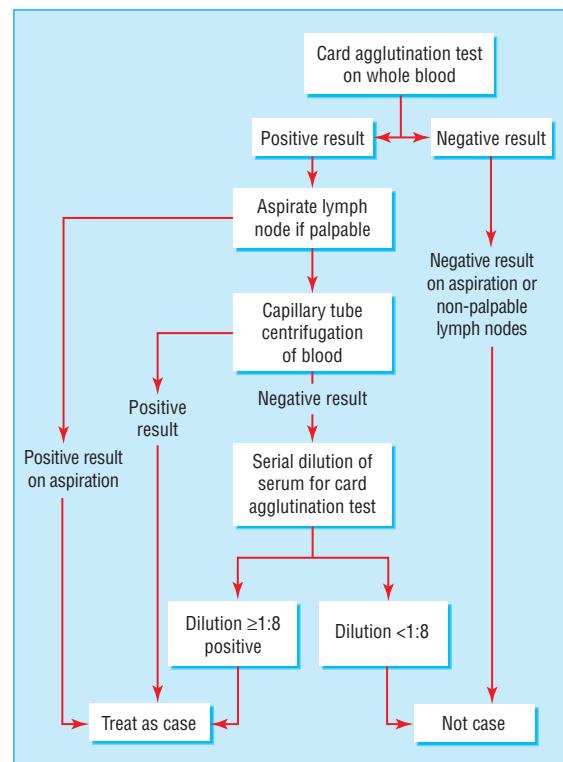 Card agglutination test
on whole blood
Positive result
Negative result
Aspirate lymph
node if palpable
Negative result
on aspiration or
non-palpable
lymph nodes
Capillary tube
centrifugation
of blood
Positive
result
Negative result
Positive result
on aspiration
Serial dilution of
serum for card
agglutination test
Dilution ≥1:8
positive
Dilution <1:8
Treat as case
Not case